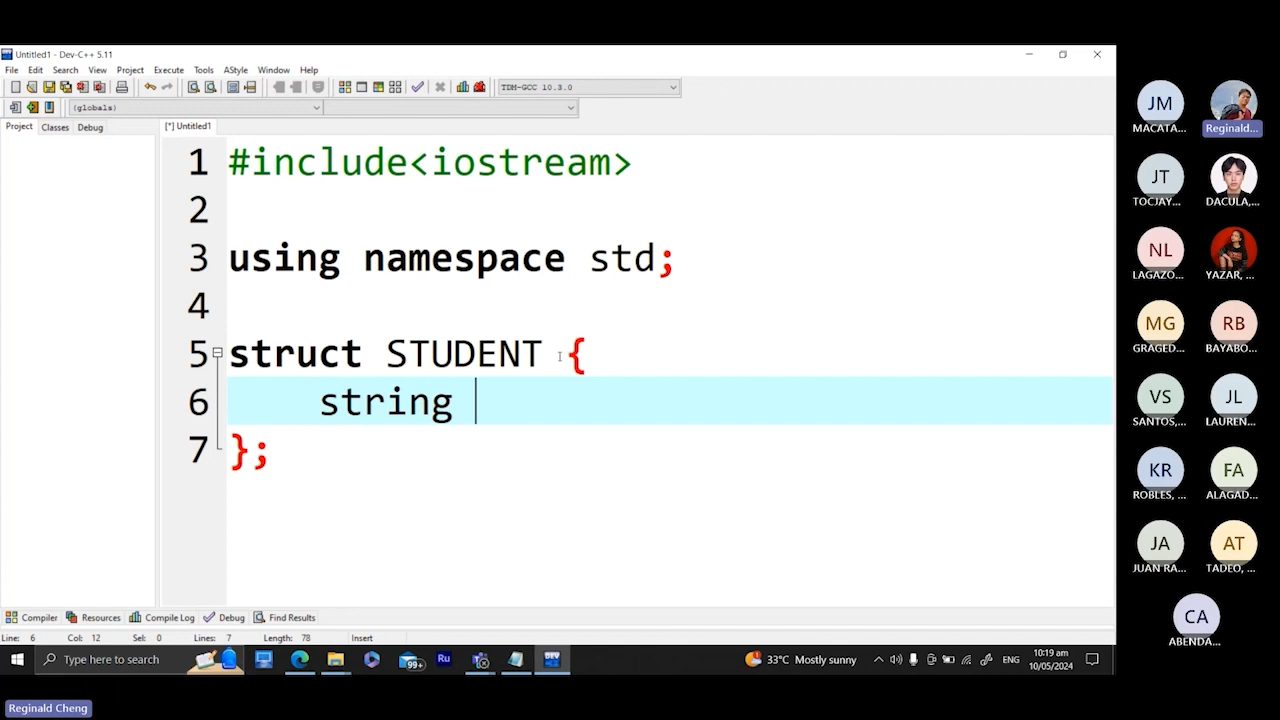 Untitled1 - Dev-C++ 5.11
File Edit Search View Project Execute Tools AStyle Window Help
TDM-GCC 10.3.0
(globals)
Project Classes Debug
[*] Untitled1
1 #include<iostream>
2
3 using namespace std;
4
5 struct STUDENT {
6 string
7 };
Compiler Resources Compile Log Debug Find Results
Line: 6 Col: 12 Sel: 0 Lines: 7 Length: 78 Insert
Type here to search
99+
Ru
DEV
33°C Mostly sunny
ENG
10:19 am
10/05/2024
JM
MACATA... Reginald...
JT
TOCJAY... DACULA,...
NL
LAGAZO... YAZAR, ...
MG RB
GRAGED... BAYABO...
VS JL
SANTOS,... LAUREN...
KR FA
ROBLES, ... ALAGAD...
JA AT
JUAN RA... TADEO, ...
CA
ABENDA...
Reginald Cheng